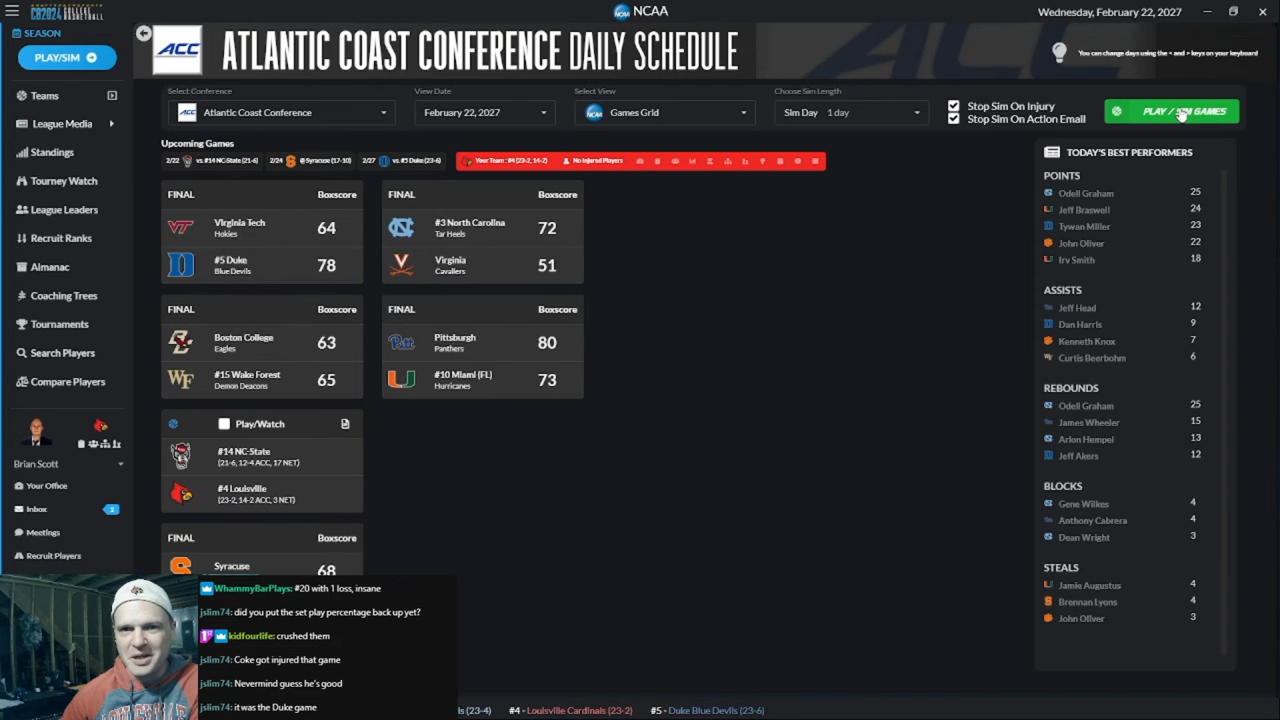 DRAFT DAY SPORTS
CB2024 COLLEGE BASKETBALL
NCAA
Wednesday, February 22, 2027
SEASON
PLAY/SIM
ACC
ATLANTIC COAST CONFERENCE DAILY SCHEDULE
You can change days using the < and > keys on your keyboard
Teams
League Media
Standings
Tourney Watch
League Leaders
Recruit Ranks
Almanac
Coaching Trees
Tournaments
Search Players
Compare Players
Brian Scott
Your Office
Inbox 2
Meetings
Recruit Players
Select Conference
Atlantic Coast Conference
View Date
February 22, 2027
Select View
Games Grid
Choose Sim Length
Sim Day 1 day
Stop Sim On Injury
Stop Sim On Action Email
PLAY / SIM GAMES
Upcoming Games
2/22 vs. #14 NC-State (21-6)
2/24 @ Syracuse (17-10)
2/27 vs. #5 Duke (23-6)
Your Team : #4 (23-2, 14-2)
No Injured Players
FINAL Boxscore
Virginia Tech 64
Hokies
#5 Duke 78
Blue Devils
FINAL Boxscore
#3 North Carolina 72
Tar Heels
Virginia 51
Cavaliers
FINAL Boxscore
Boston College 63
Eagles
#15 Wake Forest 65
Demon Deacons
FINAL Boxscore
Pittsburgh 80
Panthers
#10 Miami (FL) 73
Hurricanes
Play/Watch
#14 NC-State
(21-6, 12-4 ACC, 17 NET)
#4 Louisville
(23-2, 14-2 ACC, 3 NET)
FINAL Boxscore
Syracuse 68
TODAY'S BEST PERFORMERS
POINTS
Odell Graham 25
Jeff Braswell 24
Tywan Miller 23
John Oliver 22
Irv Smith 18
ASSISTS
Jeff Head 12
Dan Harris 9
Kenneth Knox 7
Curtis Beerbohm 6
REBOUNDS
Odell Graham 25
James Wheeler 15
Arlon Hempel 13
Jeff Akers 12
BLOCKS
Gene Wilkes 4
Anthony Cabrera 4
Dean Wright 3
STEALS
Jamie Augustus 4
Brennan Lyons 4
John Oliver 3
WhammyBarPlays: #20 with 1 loss, insane
jslim74: did you put the set play percentage back up yet?
kidfourlife: crushed them
jslim74: Coke got injured that game
jslim74: Nevermind guess he's good
jslim74: it was the Duke game
ls (23-4) #4 - Louisville Cardinals (23-2) #5 - Duke Blue Devils (23-6)